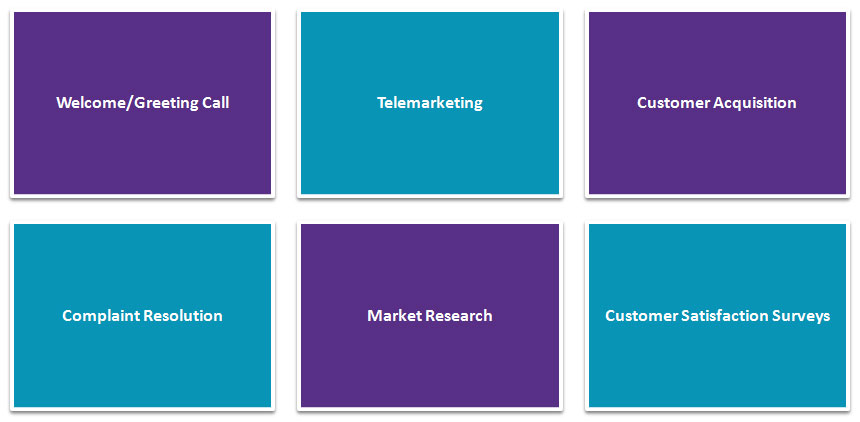 Welcome/Greeting Call
Telemarketing
Customer Acquisition
Complaint Resolution
Market Research
Customer Satisfaction Surveys